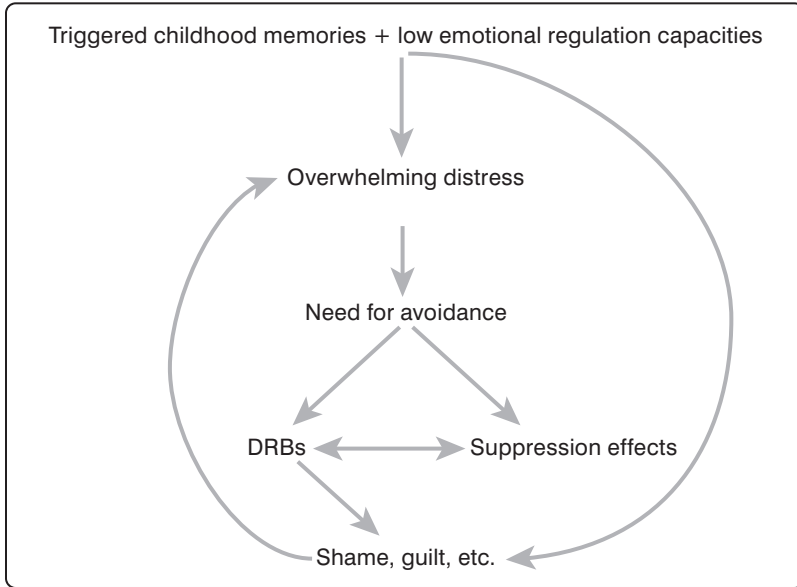 Triggered childhood memories + low emotional regulation capacities
Overwhelming distress
Need for avoidance
DRBs
Suppression effects
Shame, guilt, etc.